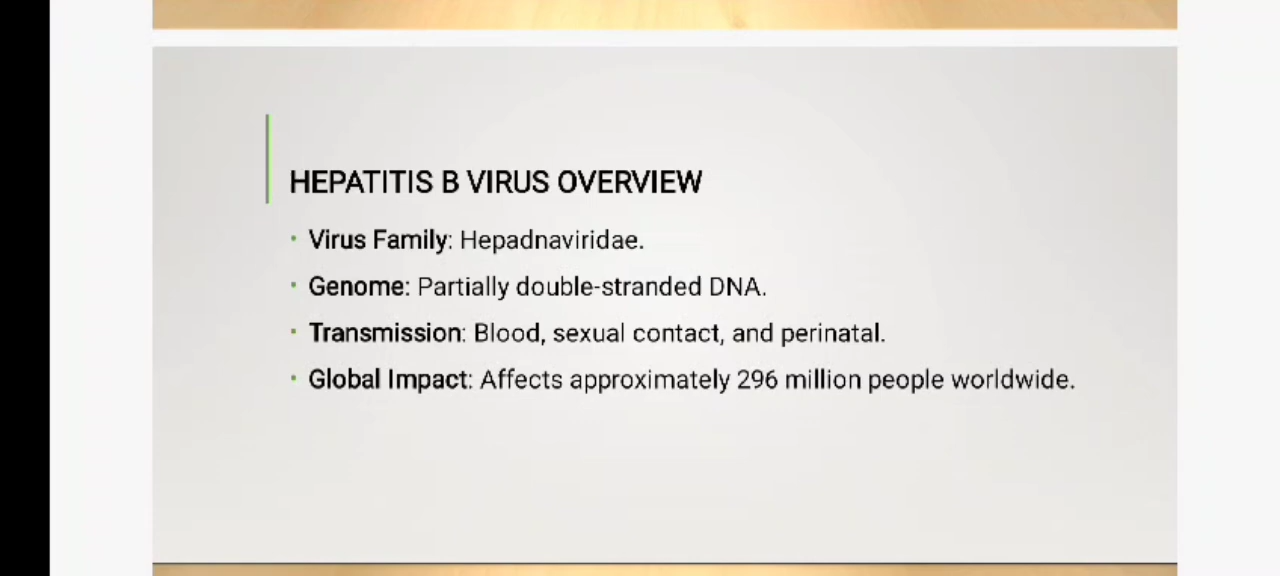 HEPATITIS B VIRUS OVERVIEW
• Virus Family: Hepadnaviridae.
• Genome: Partially double-stranded DNA.
• Transmission: Blood, sexual contact, and perinatal.
• Global Impact: Affects approximately 296 million people worldwide.